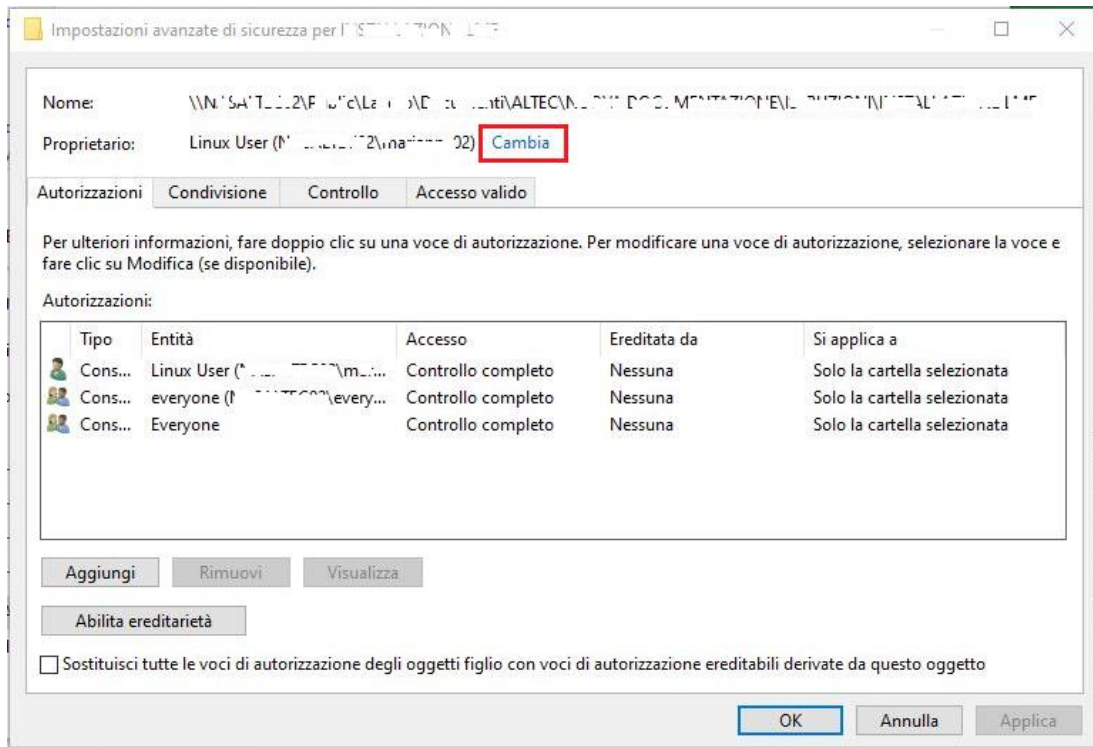 Impostazioni avanzate di sicurezza per
Nome:
Proprietario: Linux User ( 02) Cambia
Autorizzazioni Condivisione Controllo Accesso valido
Per ulteriori informazioni, fare doppio clic su una voce di autorizzazione. Per modificare una voce di autorizzazione, selezionare la voce e
fare clic su Modifica (se disponibile).
Autorizzazioni:
Tipo Entità Accesso Ereditata da Si applica a
Cons... Linux User ( Controllo completo Nessuna Solo la cartella selezionata
Cons... everyone ( \every... Controllo completo Nessuna Solo la cartella selezionata
Cons... Everyone Controllo completo Nessuna Solo la cartella selezionata
Aggiungi Rimuovi Visualizza
Abilita ereditarietà
Sostituisci tutte le voci di autorizzazione degli oggetti figlio con voci di autorizzazione ereditabili derivate da questo oggetto
OK Annulla Applica